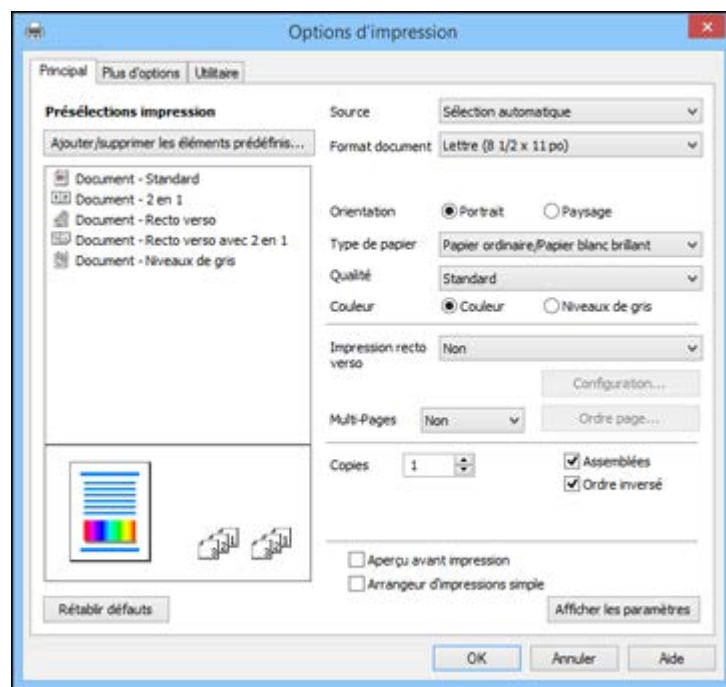 Options d'impression
Principal
Plus d'options
Utilitaire
Présélections impression
Ajouter/supprimer les éléments prédéfinis...
Document - Standard
Document - 2 en 1
Document - Recto verso
Document - Recto verso avec 2 en 1
Document - Niveaux de gris
Source
Sélection automatique
Format document
Lettre (8 1/2 x 11 po)
Orientation
Portrait
Paysage
Type de papier
Papier ordinaire/Papier blanc brillant
Qualité
Standard
Couleur
Couleur
Niveaux de gris
Impression recto
verso
Non
Configuration...
Multi-Pages
Non
Ordre page...
Copies
1
Assemblées
Ordre inversé
Aperçu avant impression
Arrangeur d'impressions simple
Rétablir défauts
Afficher les paramètres
OK
Annuler
Aide